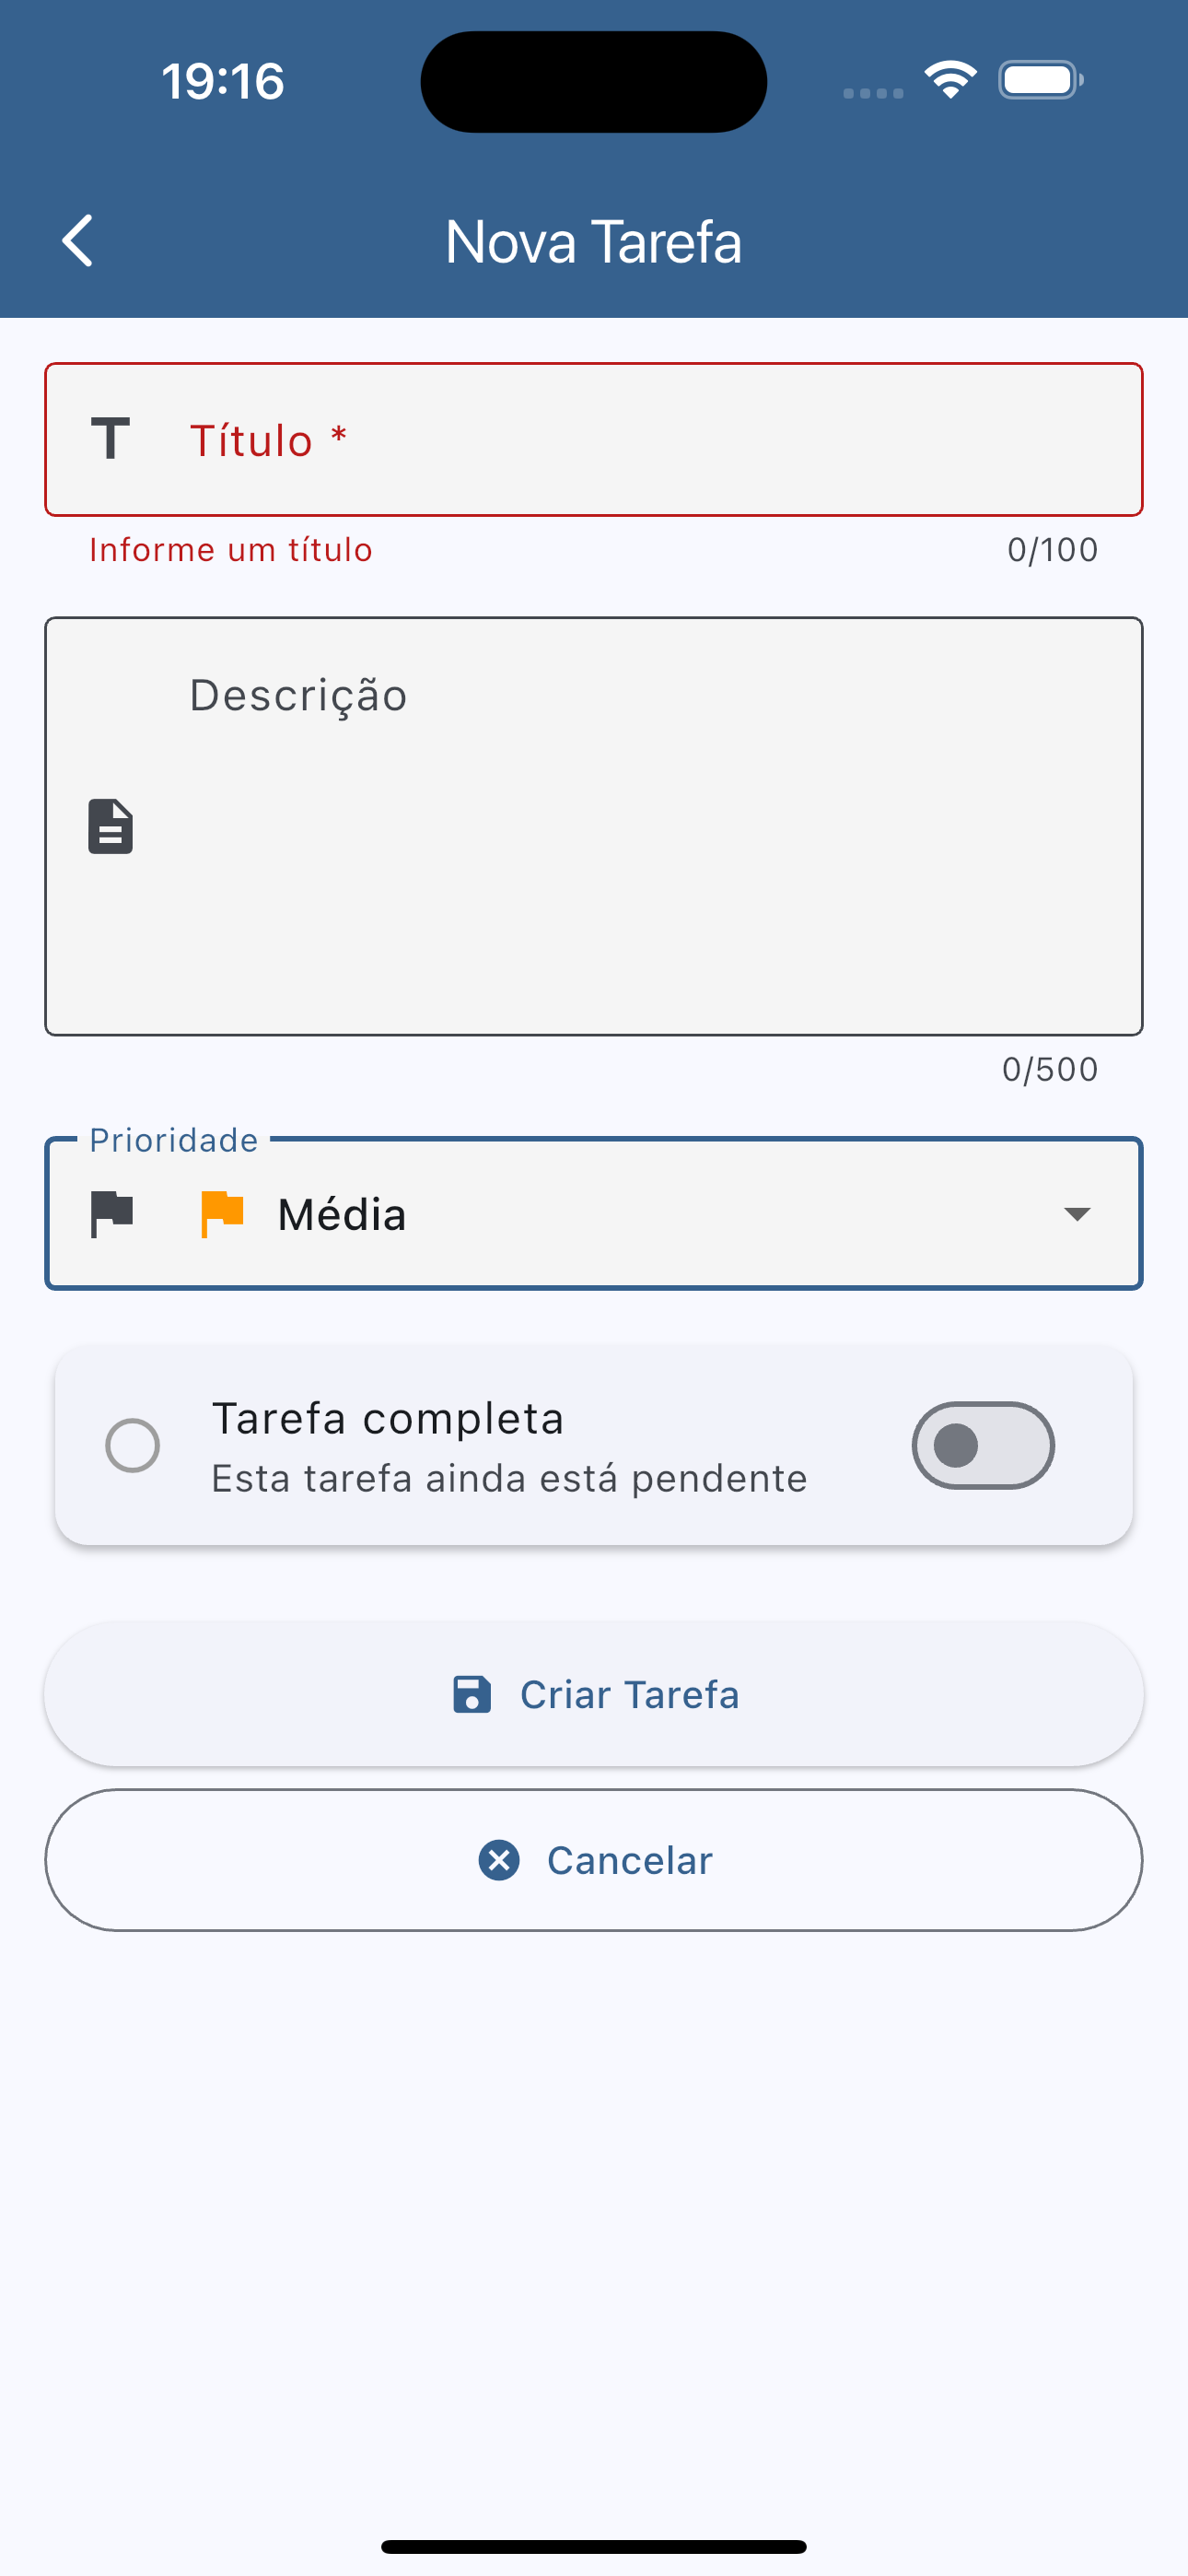 19:16
Nova Tarefa
Título *
Informe um título
0/100
Descrição
0/500
Prioridade
Média
Tarefa completa
Esta tarefa ainda está pendente
Criar Tarefa
Cancelar